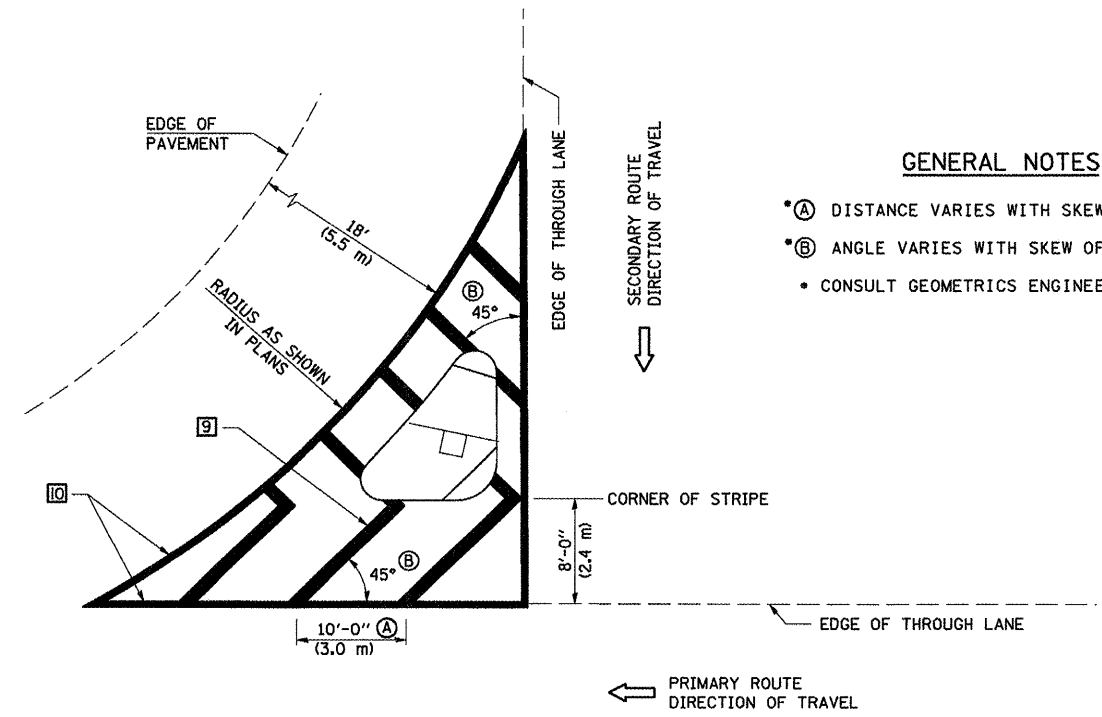 EDGE OF
PAVEMENT
18'
(5.5 m)
RADIUS AS SHOWN
IN PLANS
EDGE OF THROUGH LANE
SECONDARY ROUTE
DIRECTION OF TRAVEL
GENERAL NOTES
*Ⓐ DISTANCE VARIES WITH SKEW
*Ⓑ ANGLE VARIES WITH SKEW OF
* CONSULT GEOMETRICS ENGINEE
Ⓑ
45°
9
10
CORNER OF STRIPE
8'-0"
(2.4 m)
45° Ⓑ
10'-0" Ⓐ
(3.0 m)
EDGE OF THROUGH LANE
PRIMARY ROUTE
DIRECTION OF TRAVEL